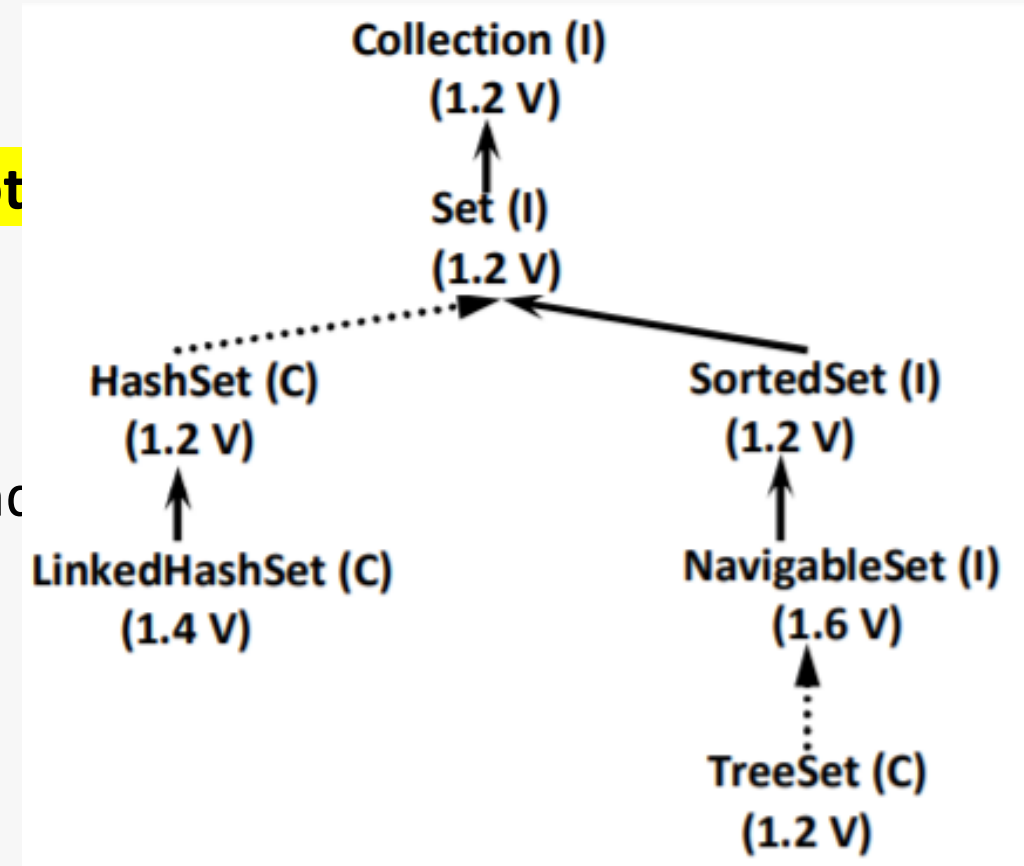 Collection (I)
(1.2 V)
Set (I)
(1.2 V)
HashSet (C)
(1.2 V)
SortedSet (I)
(1.2 V)
LinkedHashSet (C)
(1.4 V)
NavigableSet (I)
(1.6 V)
TreeSet (C)
(1.2 V)